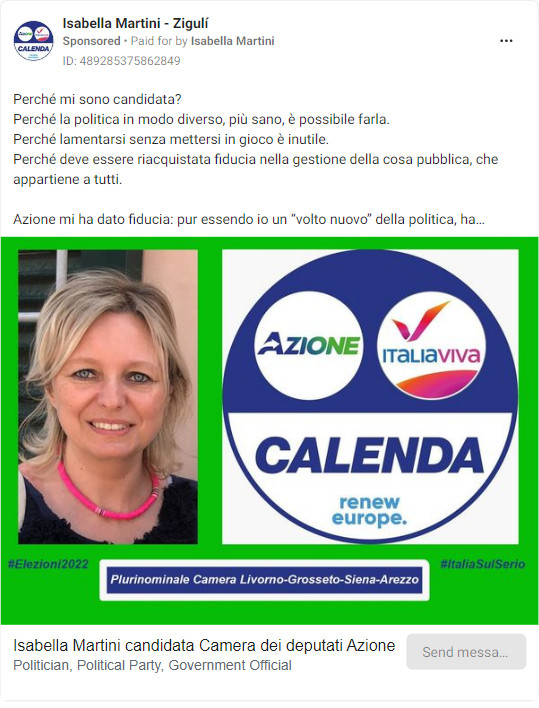 Isabella Martini - Zigulí
Sponsored • Paid for by Isabella Martini
ID: 489285375862849
Perché mi sono candidata?
Perché la politica in modo diverso, più sano, è possibile farla.
Perché lamentarsi senza mettersi in gioco è inutile.
Perché deve essere riacquistata fiducia nella gestione della cosa pubblica, che
appartiene a tutti.
Azione mi ha dato fiducia: pur essendo io un “volto nuovo” della politica, ha...
AZIONE
ITALIAVIVA
CALENDA
renew
europe.
#Elezioni2022
#ItaliaSulSerio
Plurinominale Camera Livorno-Grosseto-Siena-Arezzo
Isabella Martini candidata Camera dei deputati Azione
Politician, Political Party, Government Official
Send messa...